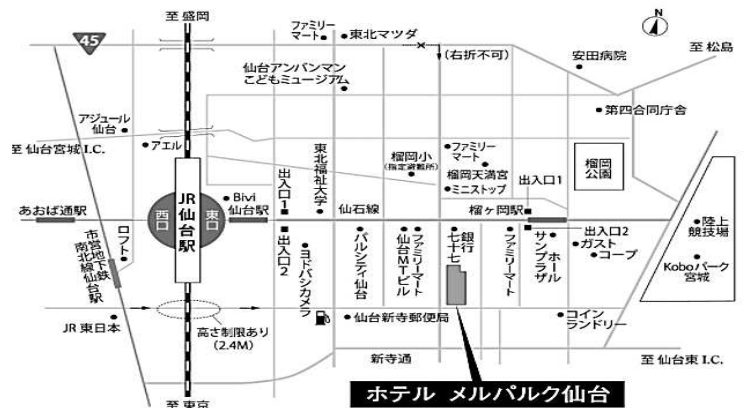 至 盛岡
N
45
ファミリー
マート
東北マツダ
(右折不可)
安田病院
至 松島
仙台アンパンマン
こどもミュージアム
アジュール
仙台
第四合同庁舎
至 仙台宮城 I.C.
アエル
東北福祉大学
榴岡小
(指定避難所)
ファミリー
マート
榴岡天満宮
ミニストップ
榴岡
公園
出入口1
出入口1
JR仙台駅
西口
東口
Bivi
仙台駅
あおば通駅
仙石線
榴ヶ岡駅
陸上
競技場
市営地下鉄
南北線仙台駅
ロフト
出入口2
ヨドバシカメラ
パルシティ仙台
仙台MTビル
ファミリーマート
七十七
銀行
ファミリーマート
サンプラザ
ホール
出入口2
ガスト
コープ
Koboパーク
宮城
JR東日本
高さ制限あり
(2.4M)
仙台新寺郵便局
コイン
ランドリー
新寺通
至 仙台東 I.C.
ホテル メルパルク仙台
至 東京